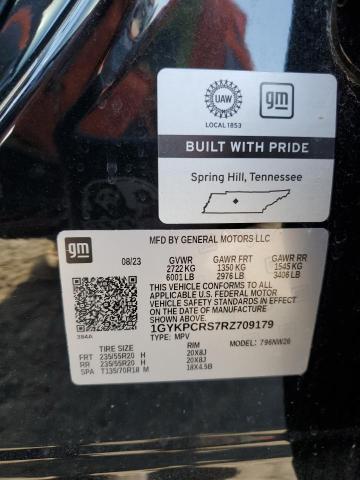 UAW
gm
LOCAL 1853
BUILT WITH PRIDE
Spring Hill, Tennessee
gm
MFD BY GENERAL MOTORS LLC
08/23 GVWR GAWR FRT GAWR RR
2722 KG 1350 KG 1545 KG
6001 LB 2976 LB 3406 LB
THIS VEHICLE CONFORMS TO ALL APPLICABLE
U.S. FEDERAL MOTOR VEHICLE SAFETY
STANDARDS IN EFFECT ON THE DATE OF
MANUFACTURE SHOWN ABOVE.
1GYKPCRS7RZ709179
384A TYPE: MPV MODEL: 796NW26
TIRE SIZE RIM
FRT 235/55R20 H 20X8J
RR 235/55R20 H 20X8J
SPA T135/70R18 M 18X4.5B